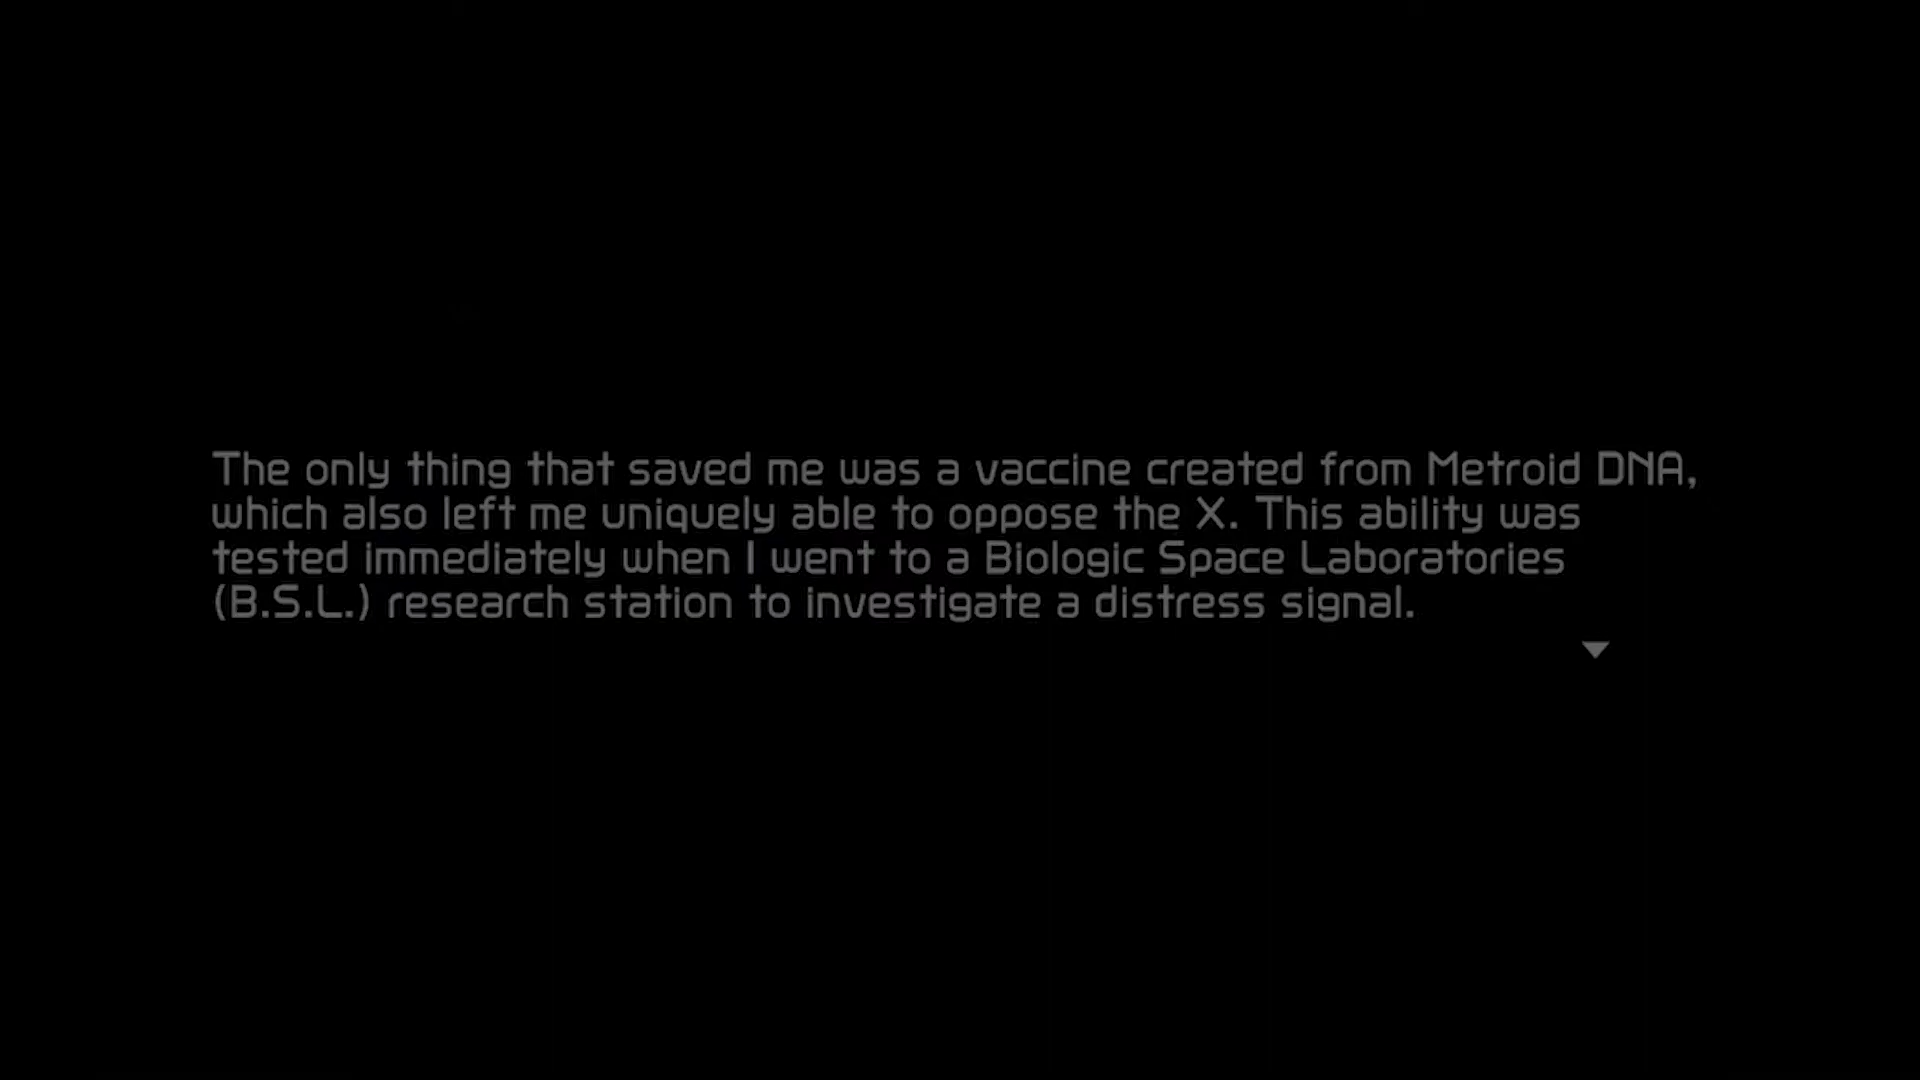 The only thing that saved me was a vaccine created from Metroid DNA,
which also left me uniquely able to oppose the X. This ability was
tested immediately when I went to a Biologic Space Laboratories
(B.S.L.) research station to investigate a distress signal.